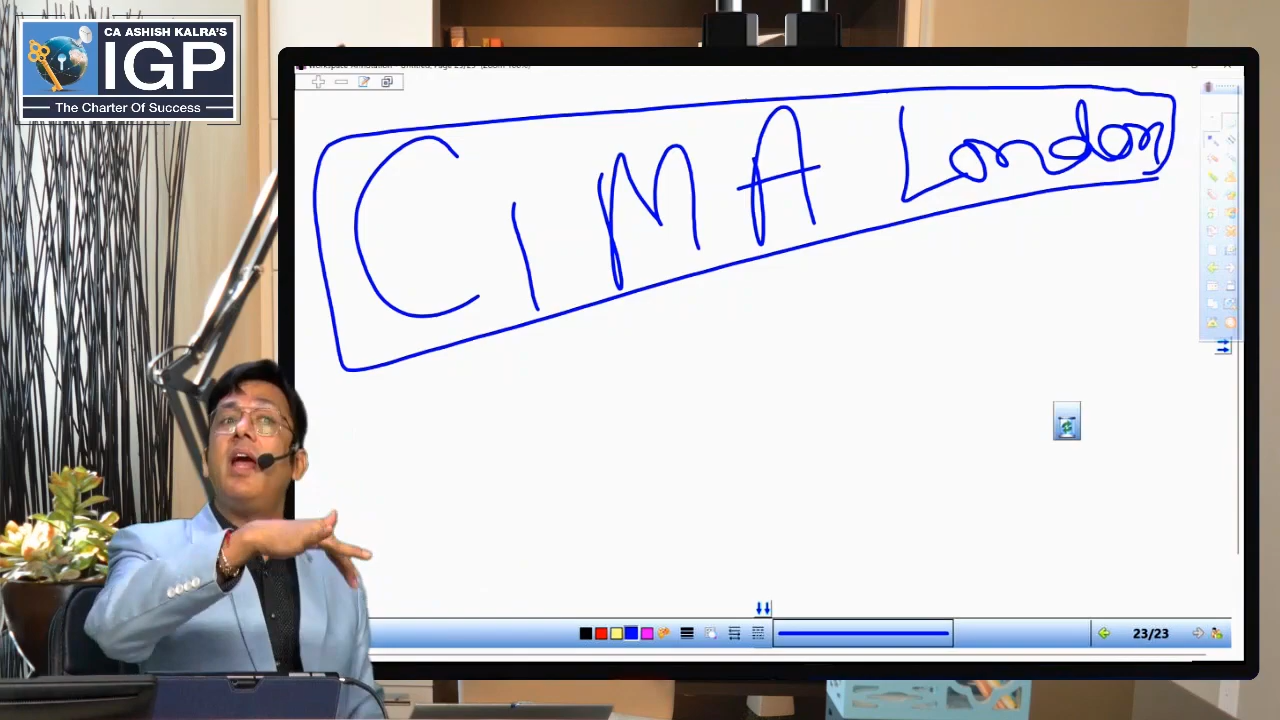 CA ASHISH KALRA'S
IGP
The Charter Of Success
CIMA London
23/23